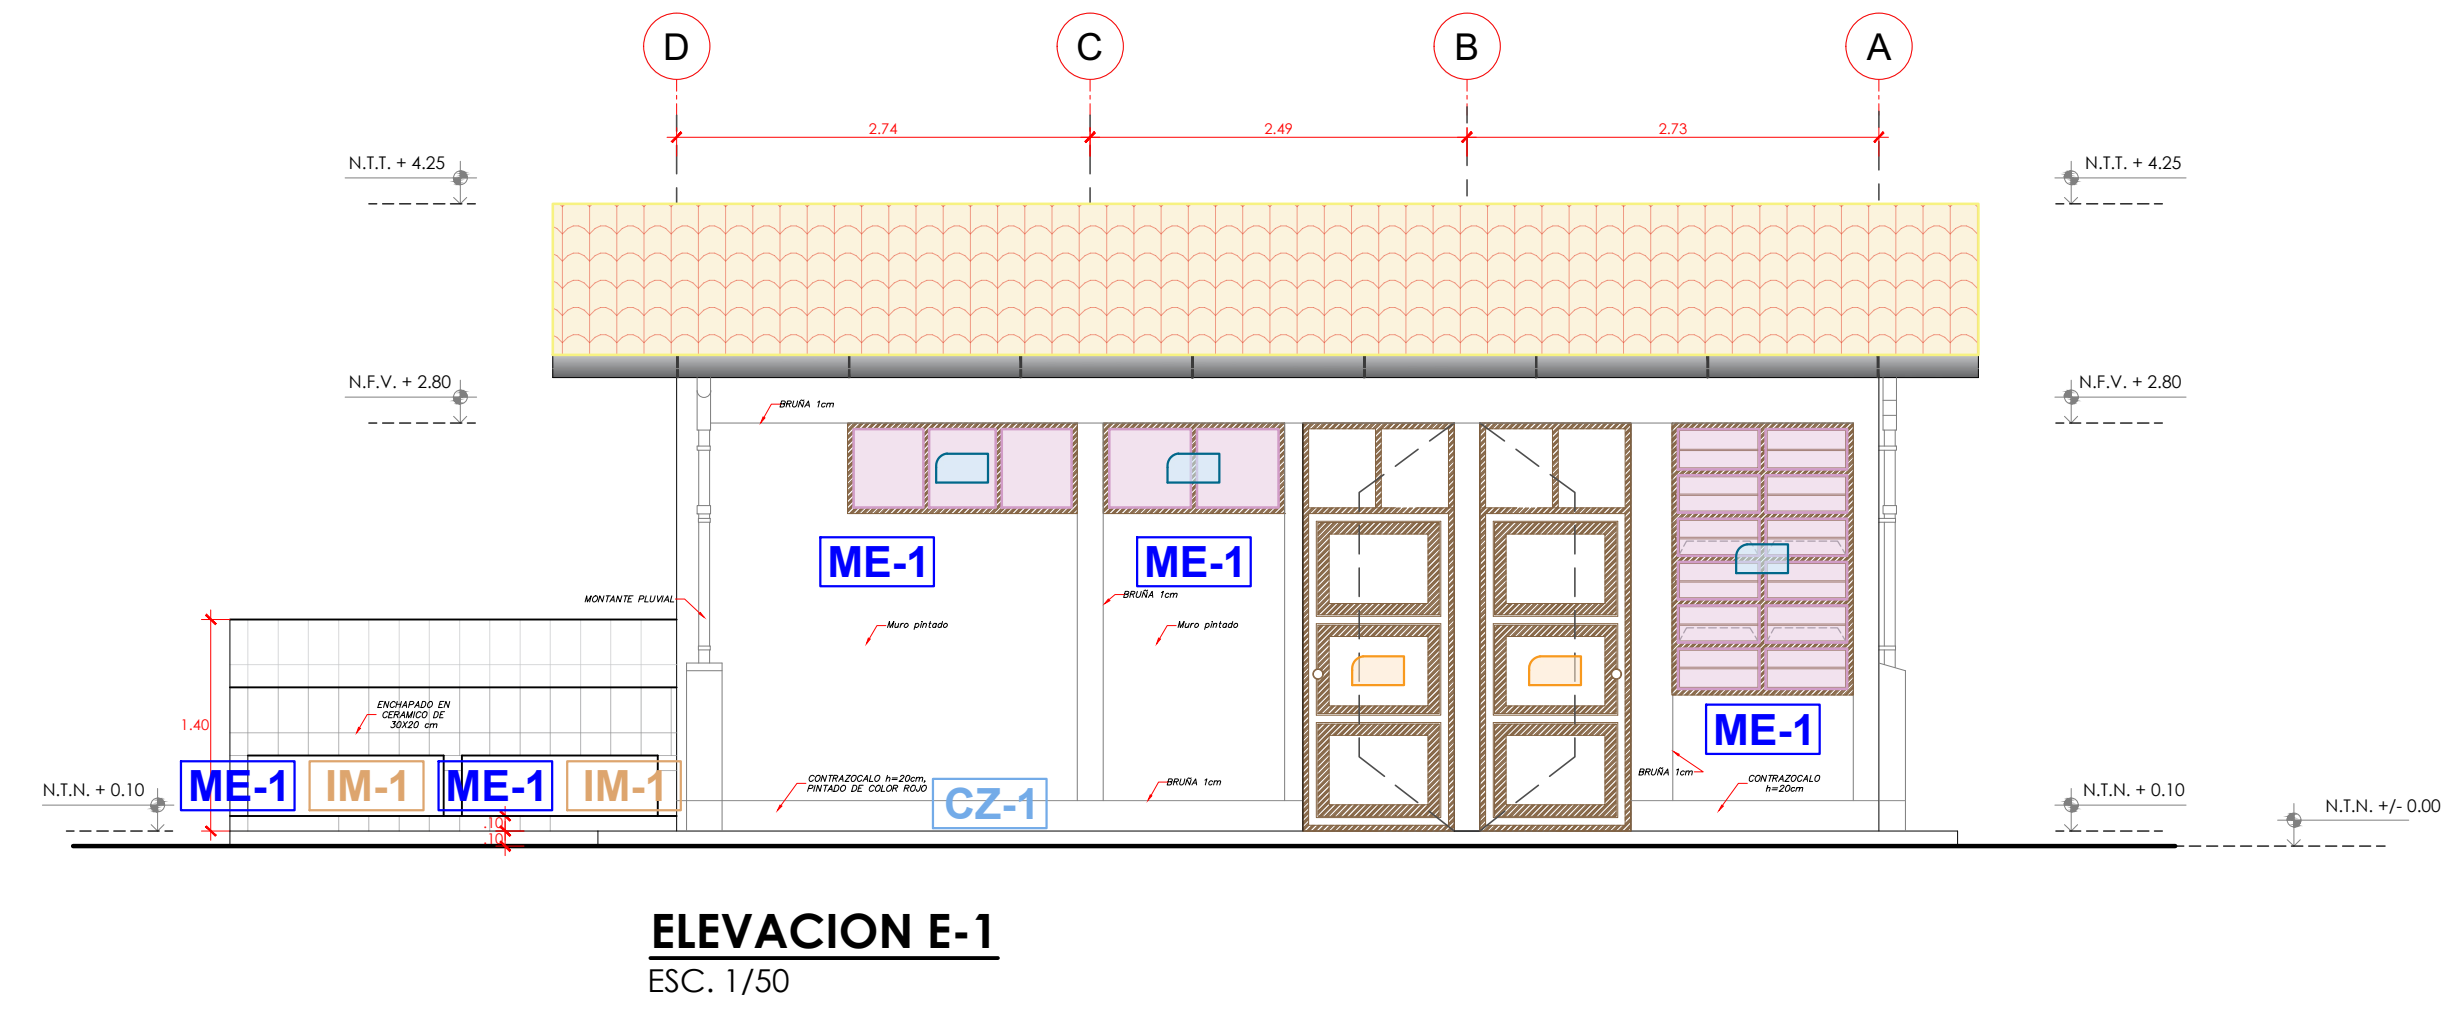 D
C
B
A
2.74
2.49
2.73
N.T.T. + 4.25
N.T.T. + 4.25
N.F.V. + 2.80
N.F.V. + 2.80
BRUÑA 1cm
ME-1
ME-1
MONTANTE PLUVIAL
BRUÑA 1cm
Muro pintado
Muro pintado
ENCHAPADO EN
CERAMICO DE
30X20 cm
1.40
ME-1
ME-1
IM-1
ME-1
IM-1
CONTRAZOCALO h=20cm,
PINTADO DE COLOR ROJO
CZ-1
BRUÑA 1cm
BRUÑA 1cm
CONTRAZOCALO
h=20cm
N.T.N. + 0.10
N.T.N. + 0.10
N.T.N. +/- 0.00
.10
.10
ELEVACION E-1
ESC. 1/50